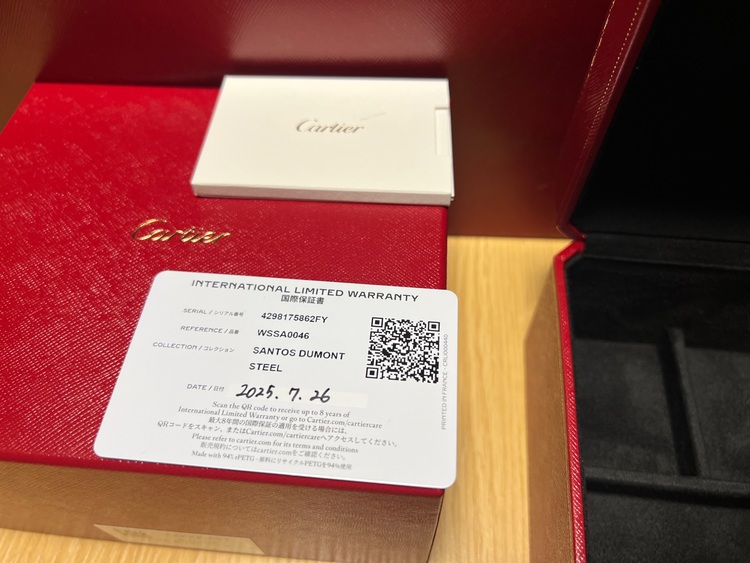 Cartier
Cartier
INTERNATIONAL LIMITED WARRANTY
国際保証書
SERIAL / シリアル番号 4298175862FY
REFERENCE / 品番 WSSA0046
COLLECTION / コレクション SANTOS DUMONT
STEEL
DATE / 日付 2025.7.26
Scan the QR code to receive up to 8 years of
International Limited Warranty or go to Cartier.com/cartiercare
最大8年間の国際保証の適用を受ける場合には、
QRコードをスキャン、またはCartier.com/cartiercareへアクセスしてください。
Please refer to cartier.com for its terms and conditions
販売規約についてはcartier.comをご確認ください。
Made with 94% rPETG - 原料にリサイクルPETGを94%使用
PRINTED IN FRANCE - CRLI000440